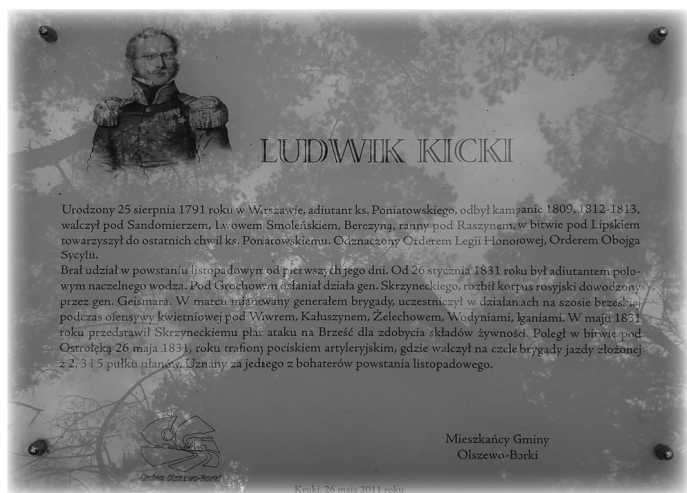 LUDWIK KICKI
Urodzony 25 sierpnia 1791 roku w Warszawie, adiutant ks. Poniatowskiego, odbył kampanie 1809, 1812-1813,
walczył pod Sandomierzem, Lwowem Smoleńskiem, Berezyną, ranny pod Raszynem, w bitwie pod Lipskiem
towarzyszył do ostatnich chwil ks. Poniatowskiemu. Odznaczony Orderem Legii Honorowej, Orderem Obojga
Sycylii.
Brał udział w powstaniu listopadowym od pierwszych jego dni. Od 26 stycznia 1831 roku był adiutantem polo-
wym naczelnego wodza. Pod Grochowem osłaniał działa gen. Skrzyneckiego, rozbił korpus rosyjski dowodzony
przez gen. Geismara. W marcu mianowany generałem brygady, uczestniczył w działaniach na szosie brzeskiej
podczas ofensywy kwietniowej pod Wawrem, Kałuszynem, Żelechowem, Wodyniami, Iganiami. W maju 1831
roku przedstawił Skrzyneckiemu plan ataku na Brześć dla zdobycia składów żywności. Poległ w bitwie pod
Ostrołęką 26 maja 1831, roku trafiony pociskiem artyleryjskim, gdzie walczył na czele brygady jazdy złożonej
z 2, 3 i 5 pułku ułanów. Uznany za jednego z bohaterów powstania listopadowego.
Mieszkańcy Gminy
Olszewo-Borki
Gmina Olszewo-Borki
Kruki, 26 maja 2011 roku